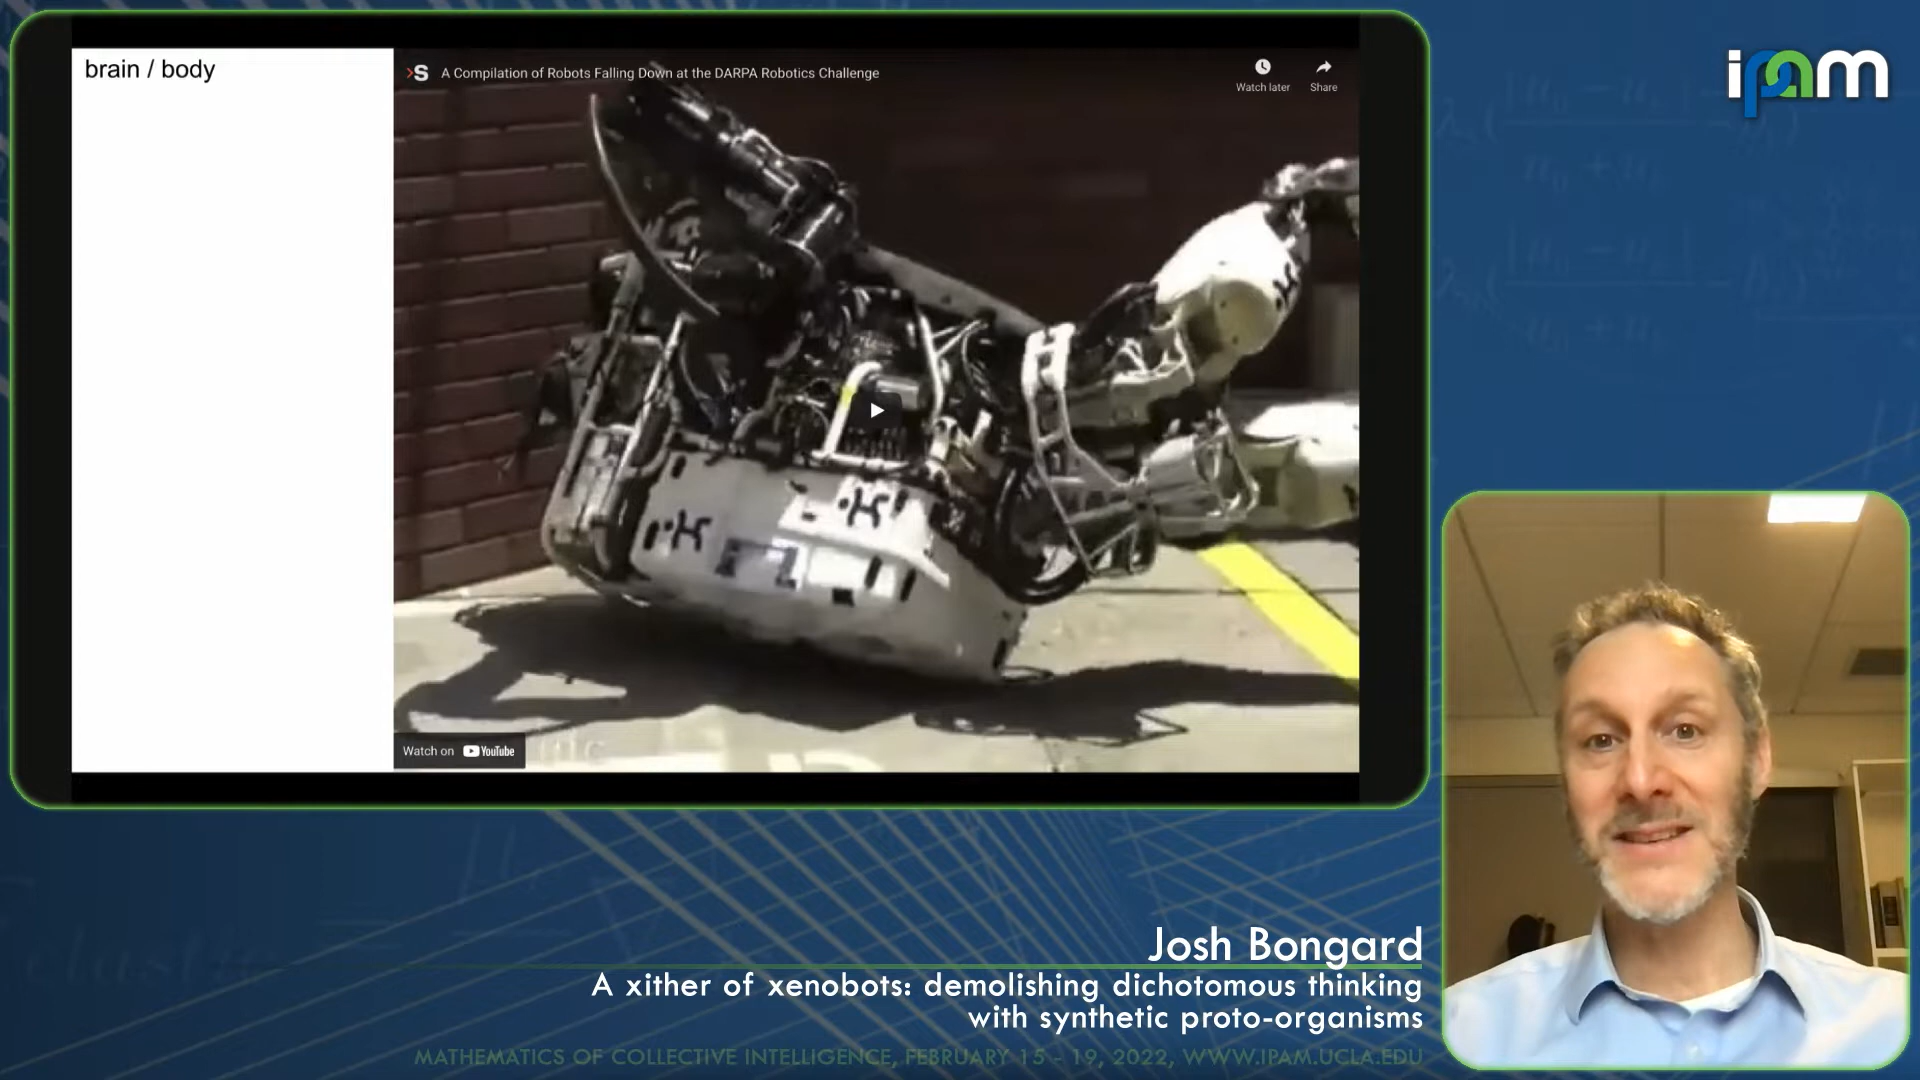 brain / body
A Compilation of Robots Falling Down at the DARPA Robotics Challenge
Watch later
Share
Watch on YouTube
ipam
Josh Bongard
A xither of xenobots: demolishing dichotomous thinking
with synthetic proto-organisms
MATHEMATICS OF COLLECTIVE INTELLIGENCE, FEBRUARY 15 - 19, 2022, WWW.IPAM.UCLA.EDU